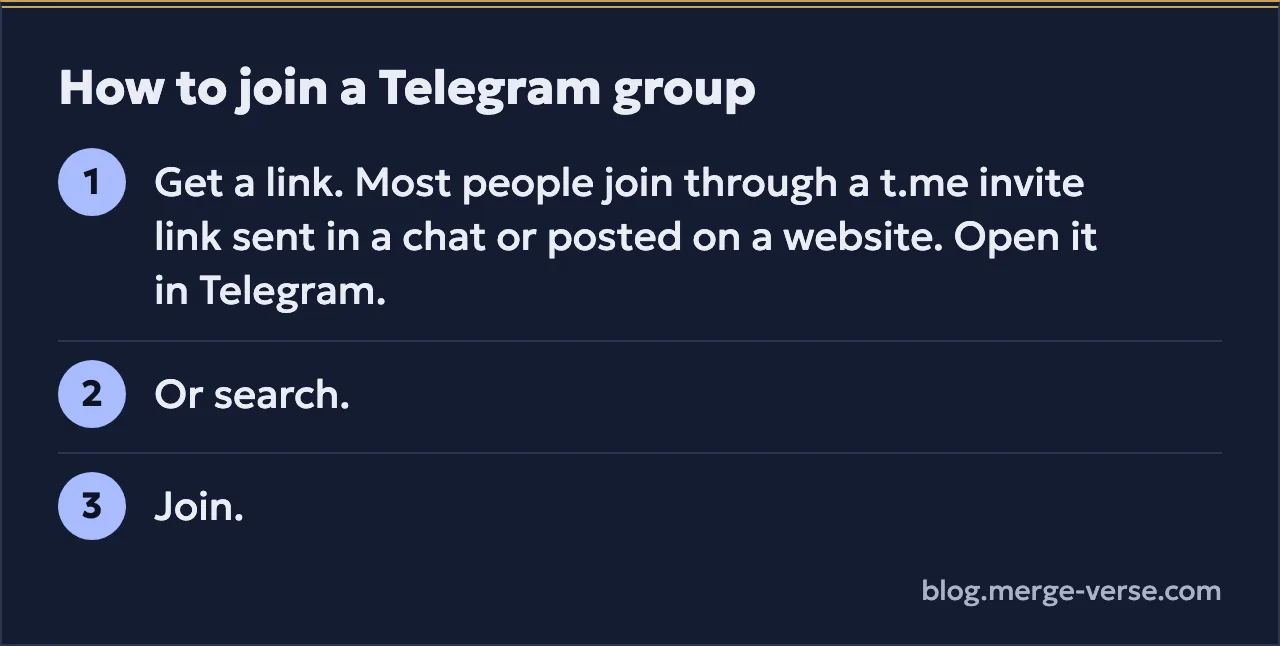 How to join a Telegram group
1
Get a link. Most people join through a t.me invite
link sent in a chat or posted on a website. Open it
in Telegram.
2
Or search.
3
Join.
blog.merge-verse.com